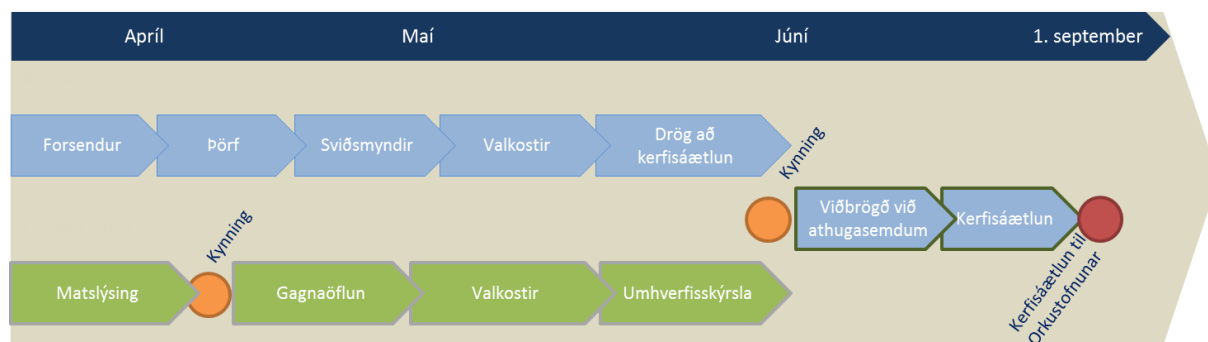 Apríl
Maí
Júní
1. september
Forsendur
Þörf
Sviðsmyndir
Valkostir
Drög að
kerfisáætlun
Kynning
Viðbrögð við
athugasemdum
Kerfisáætlun
Kerfisáætlun til
Orkustofnunar
Kynning
Matslýsing
Gagnaöflun
Valkostir
Umhverfisskýrsla